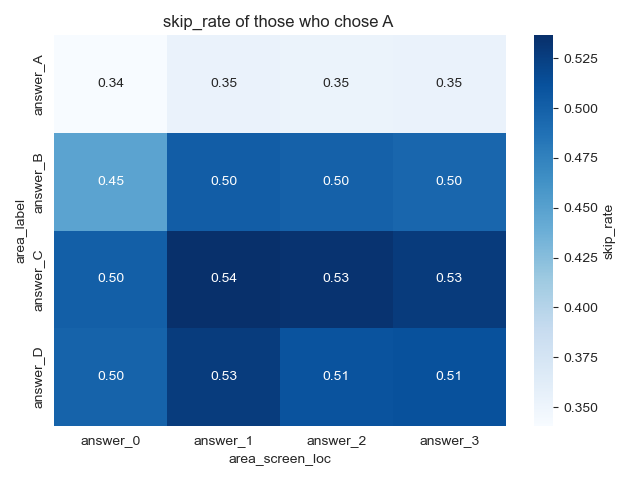 skip_rate of those who chose A
area_label
answer_A
0.34 0.35 0.35 0.35
answer_B
0.45 0.50 0.50 0.50
answer_C
0.50 0.54 0.53 0.53
answer_D
0.50 0.53 0.51 0.51
answer_0 answer_1 answer_2 answer_3
area_screen_loc
0.525
0.500
0.475
0.450
0.425
0.400
0.375
0.350
skip_rate